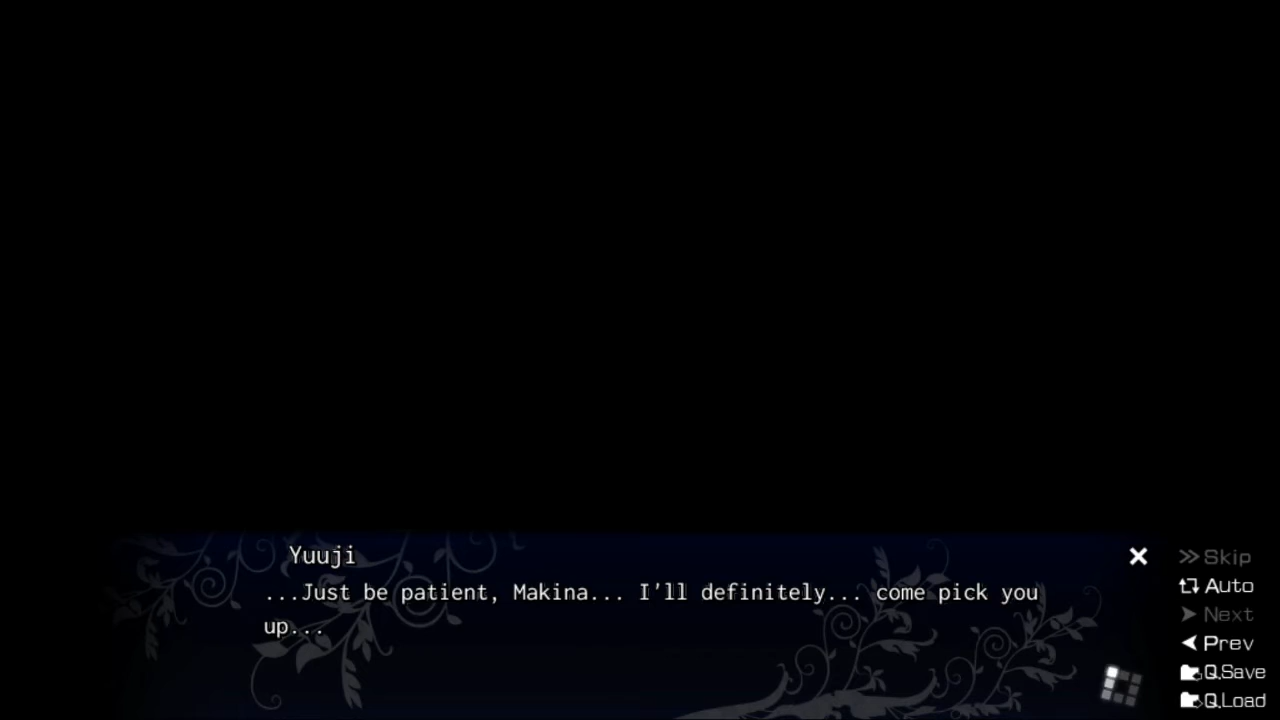 Yuuji
...Just be patient, Makina... I'll definitely... come pick you
up...
Skip
Auto
Next
Prev
Q.Save
Q.Load